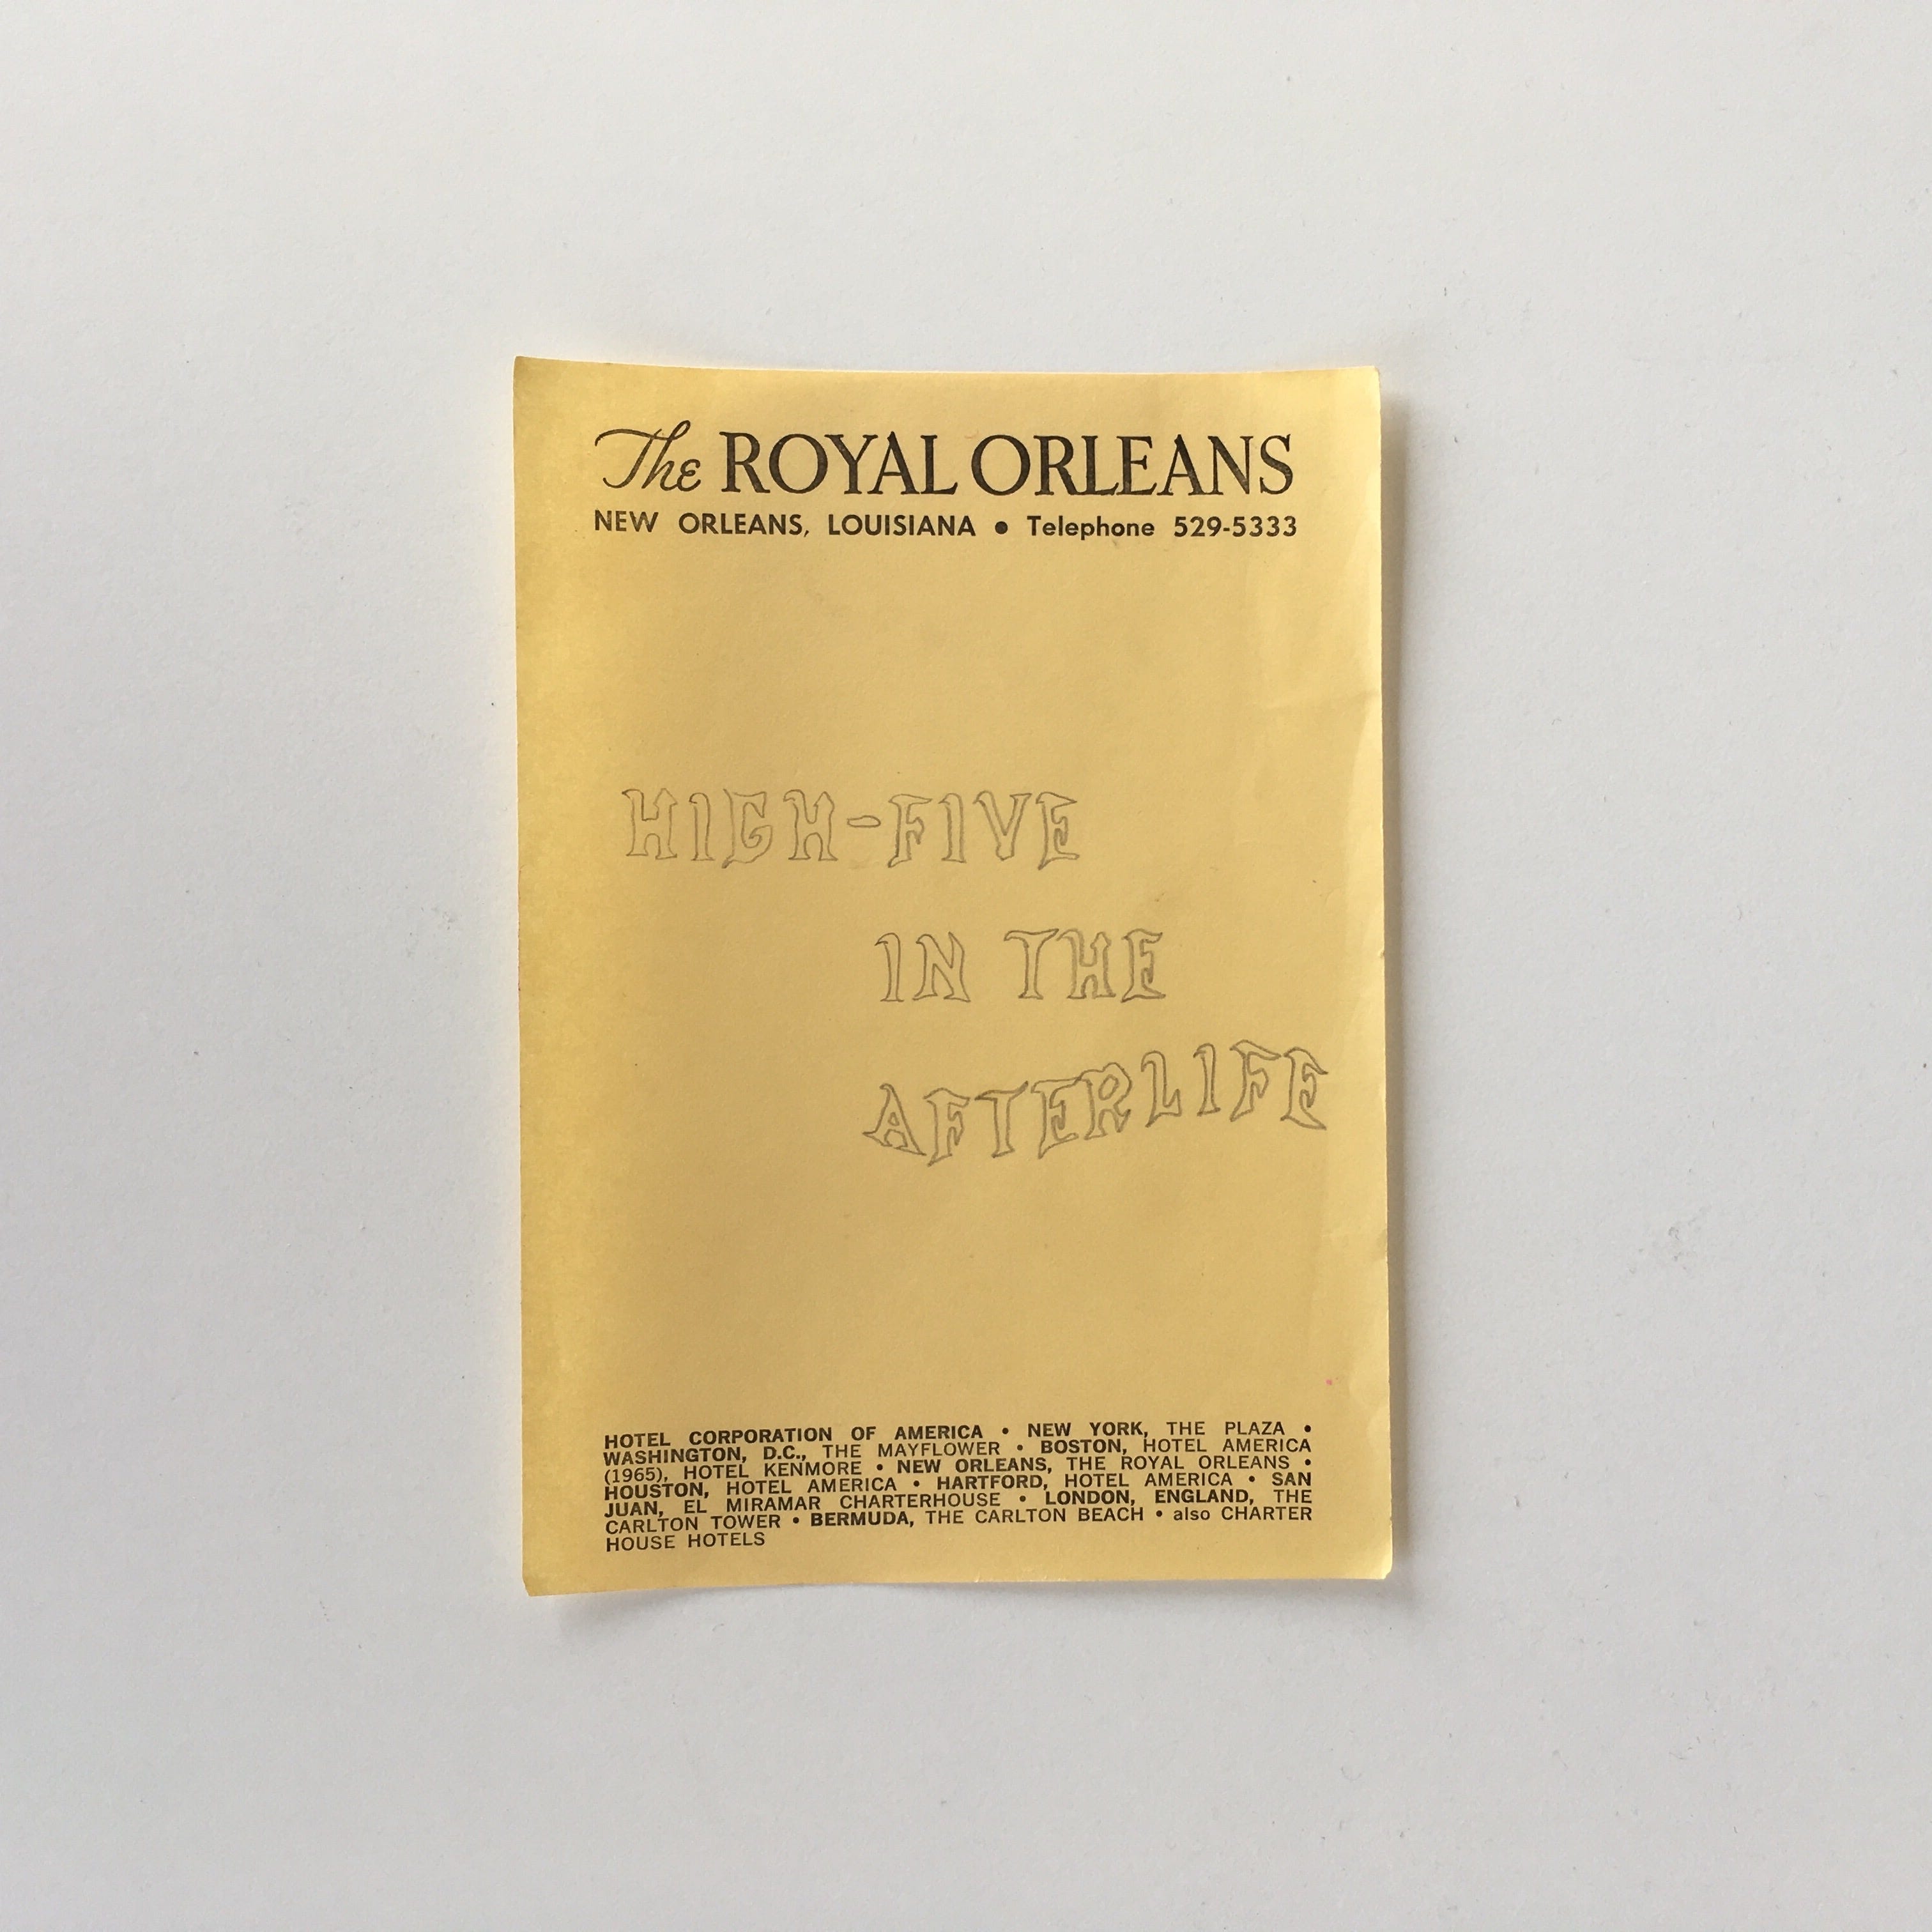 The ROYAL ORLEANS
NEW ORLEANS, LOUISIANA • Telephone 529-5333
HIGH-FIVE
IN THE
AFTERLIFE
HOTEL CORPORATION OF AMERICA • NEW YORK, THE PLAZA •
WASHINGTON, D.C., THE MAYFLOWER • BOSTON, HOTEL AMERICA
(1965), HOTEL KENMORE • NEW ORLEANS, THE ROYAL ORLEANS •
HOUSTON, HOTEL AMERICA • HARTFORD, HOTEL AMERICA • SAN
JUAN, EL MIRAMAR CHARTERHOUSE • LONDON, ENGLAND, THE
CARLTON TOWER • BERMUDA, THE CARLTON BEACH • also CHARTER
HOUSE HOTELS